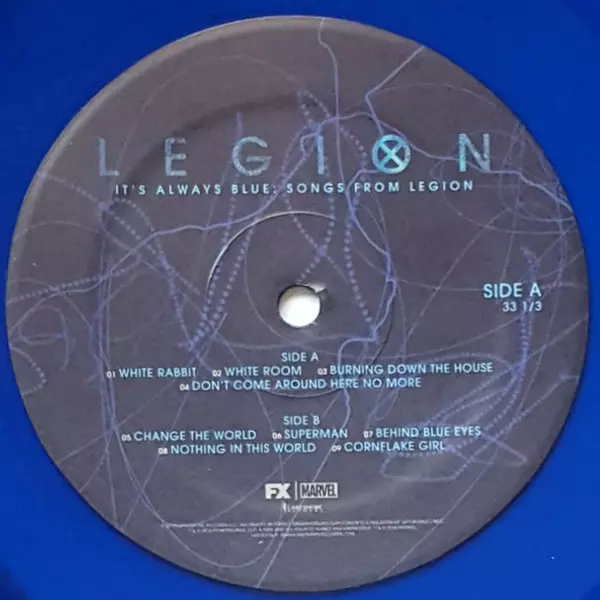 LEGION
IT'S ALWAYS BLUE: SONGS FROM LEGION
SIDE A
33 1/3
SIDE A
01 WHITE RABBIT 02 WHITE ROOM 03 BURNING DOWN THE HOUSE
04 DON'T COME AROUND HERE NO MORE
SIDE B
05 CHANGE THE WORLD 06 SUPERMAN 07 BEHIND BLUE EYES
08 NOTHING IN THIS WORLD 09 CORNFLAKE GIRL
FX MARVEL